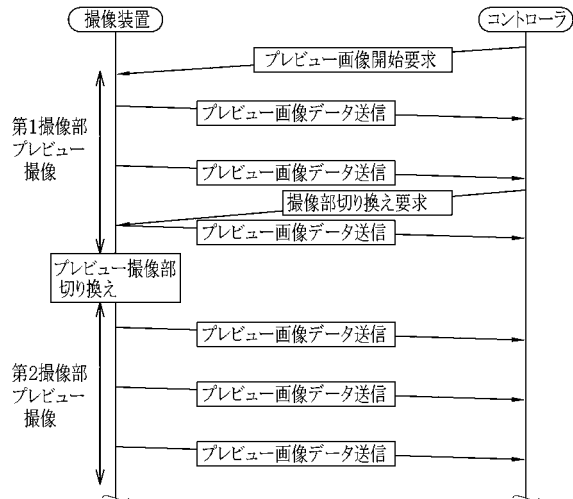 撮像装置
コントローラ
プレビュー画像開始要求
第1撮像部
プレビュー
撮像
プレビュー画像データ送信
プレビュー画像データ送信
撮像部切り換え要求
プレビュー画像データ送信
プレビュー撮像部
切り換え
プレビュー画像データ送信
第2撮像部
プレビュー
撮像
プレビュー画像データ送信
プレビュー画像データ送信